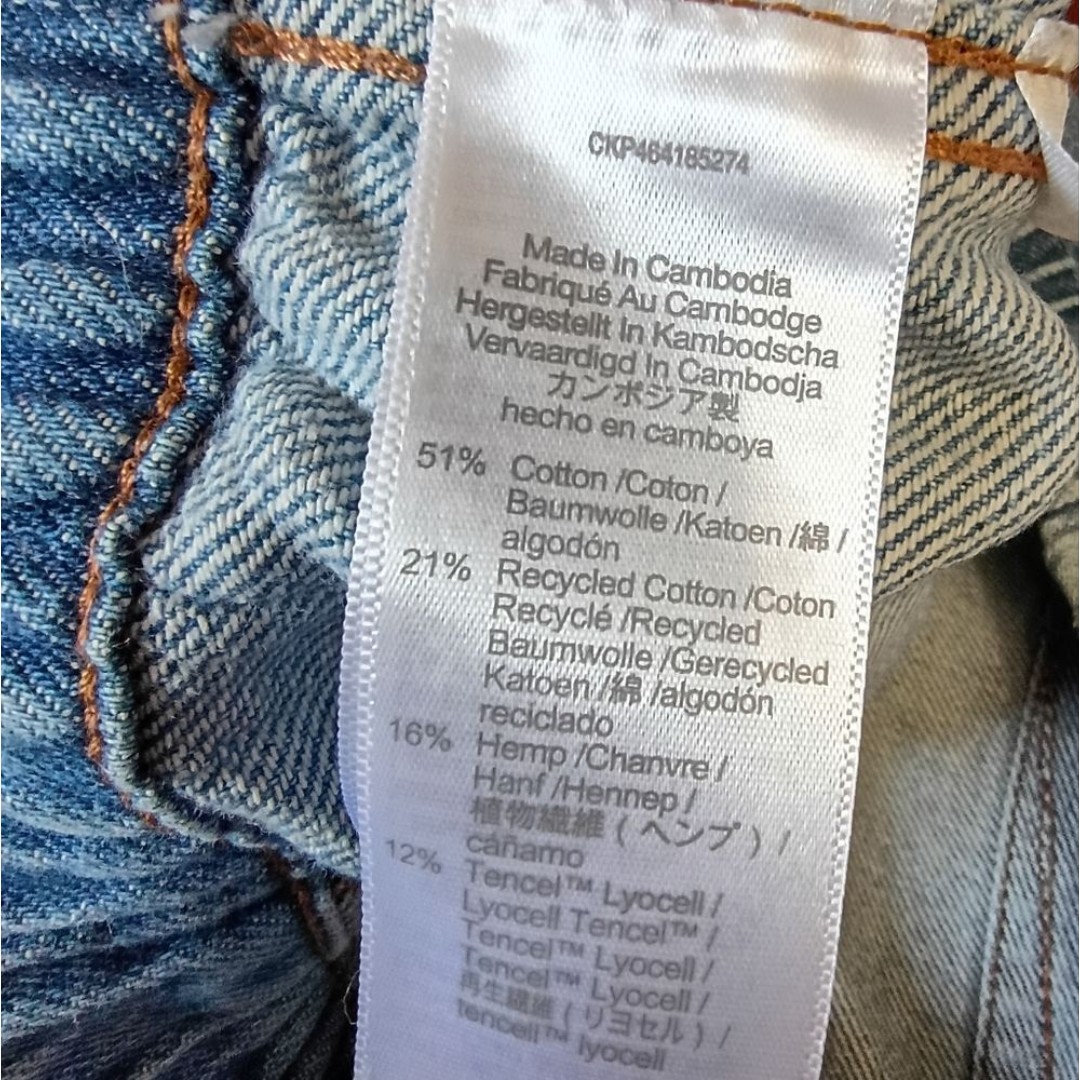 CKP464185274
Made In Cambodia
Fabriqué Au Cambodge
Hergestellt In Kambodscha
Vervaardigd In Cambodja
カンボジア製
hecho en camboya
51% Cotton /Coton /
Baumwolle /Katoen /綿 /
algodón
21% Recycled Cotton /Coton
Recyclé /Recycled
Baumwolle /Gerecycled
Katoen /綿 /algodón
reciclado
16% Hemp /Chanvre /
Hanf /Hennep /
植物繊維 ( ヘンプ ) /
cáñamo
12% Tencel™ Lyocell /
Lyocell Tencel™ /
Tencel™ Lyocell /
Tencel™ Lyocell /
再生繊維 ( リヨセル ) /
tencell™ lyocell